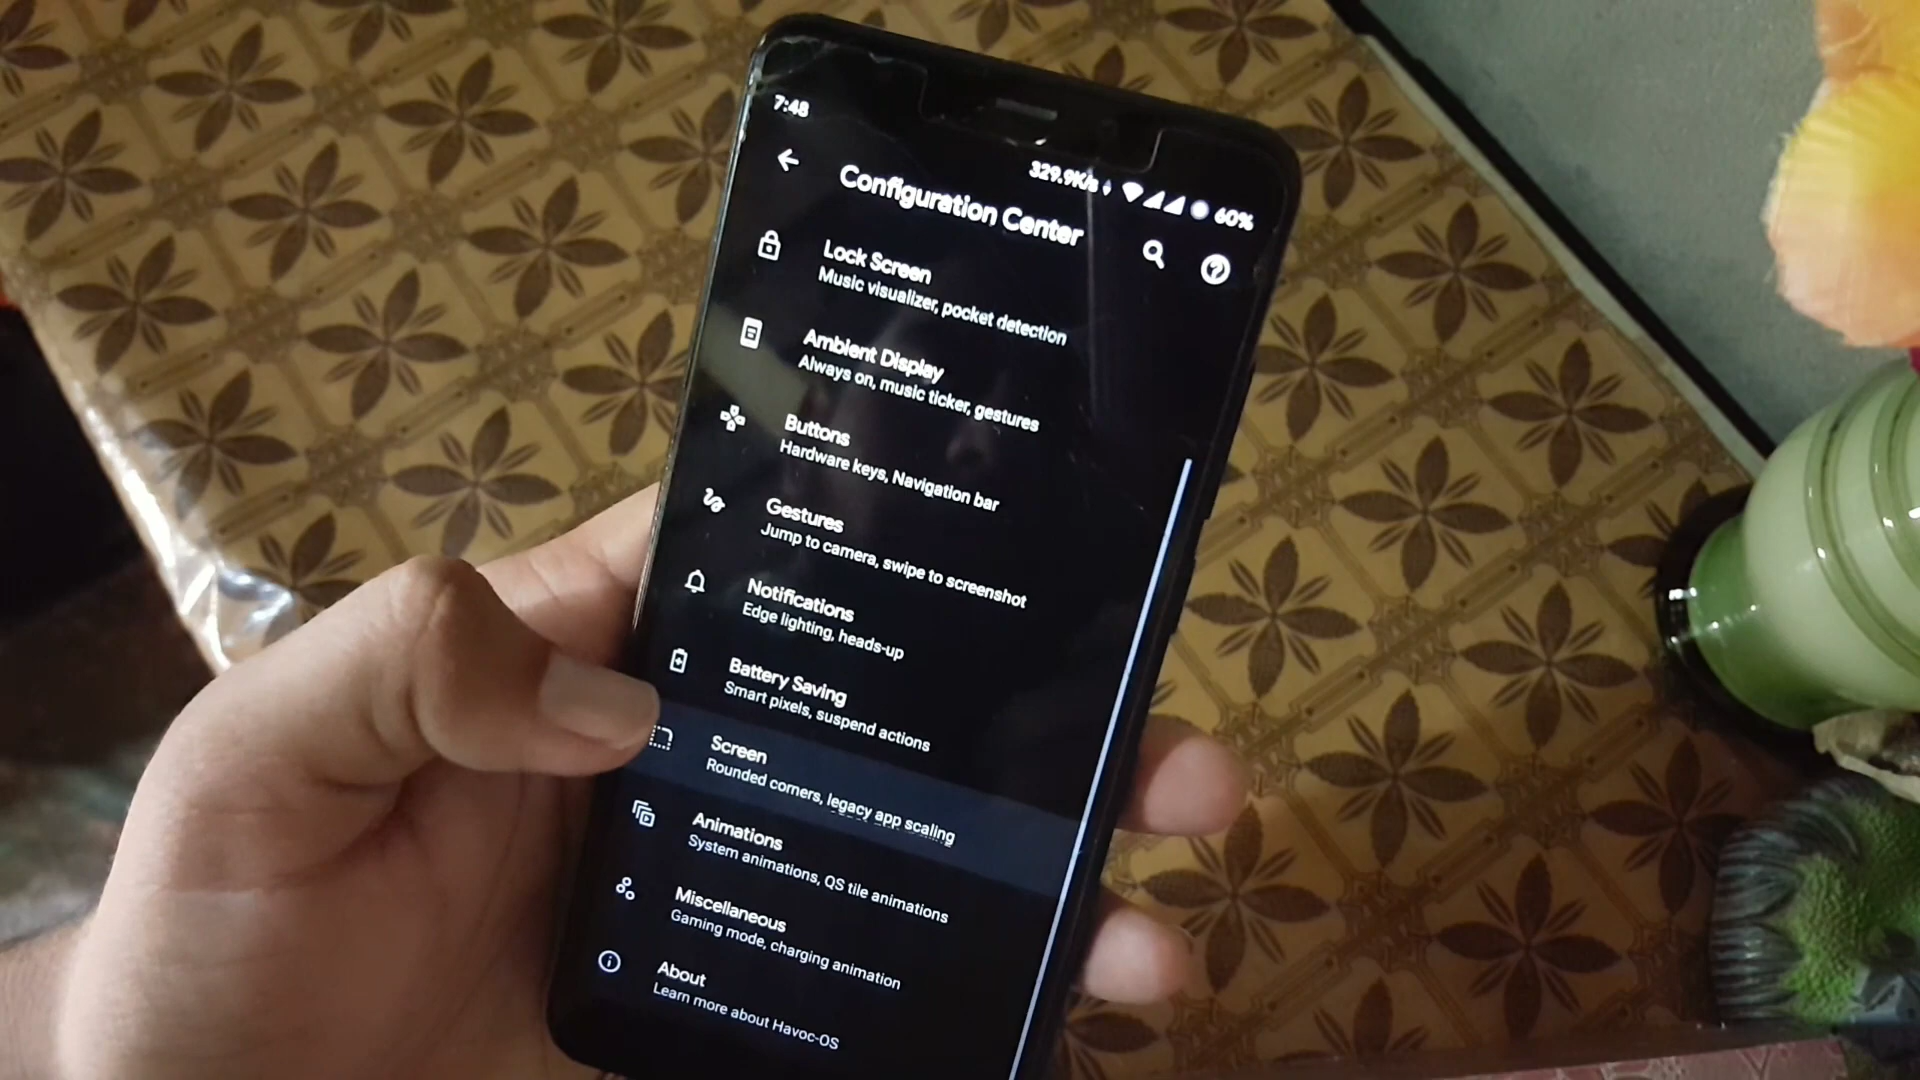 7:48
329.9K/s
60%
Configuration Center
Lock Screen
Music visualizer, pocket detection
Ambient Display
Always on, music ticker, gestures
Buttons
Hardware keys, Navigation bar
Gestures
Jump to camera, swipe to screenshot
Notifications
Edge lighting, heads-up
Battery Saving
Smart pixels, suspend actions
Screen
Rounded corners, legacy app scaling
Animations
System animations, QS tile animations
Miscellaneous
Gaming mode, charging animation
About
Learn more about Havoc-OS